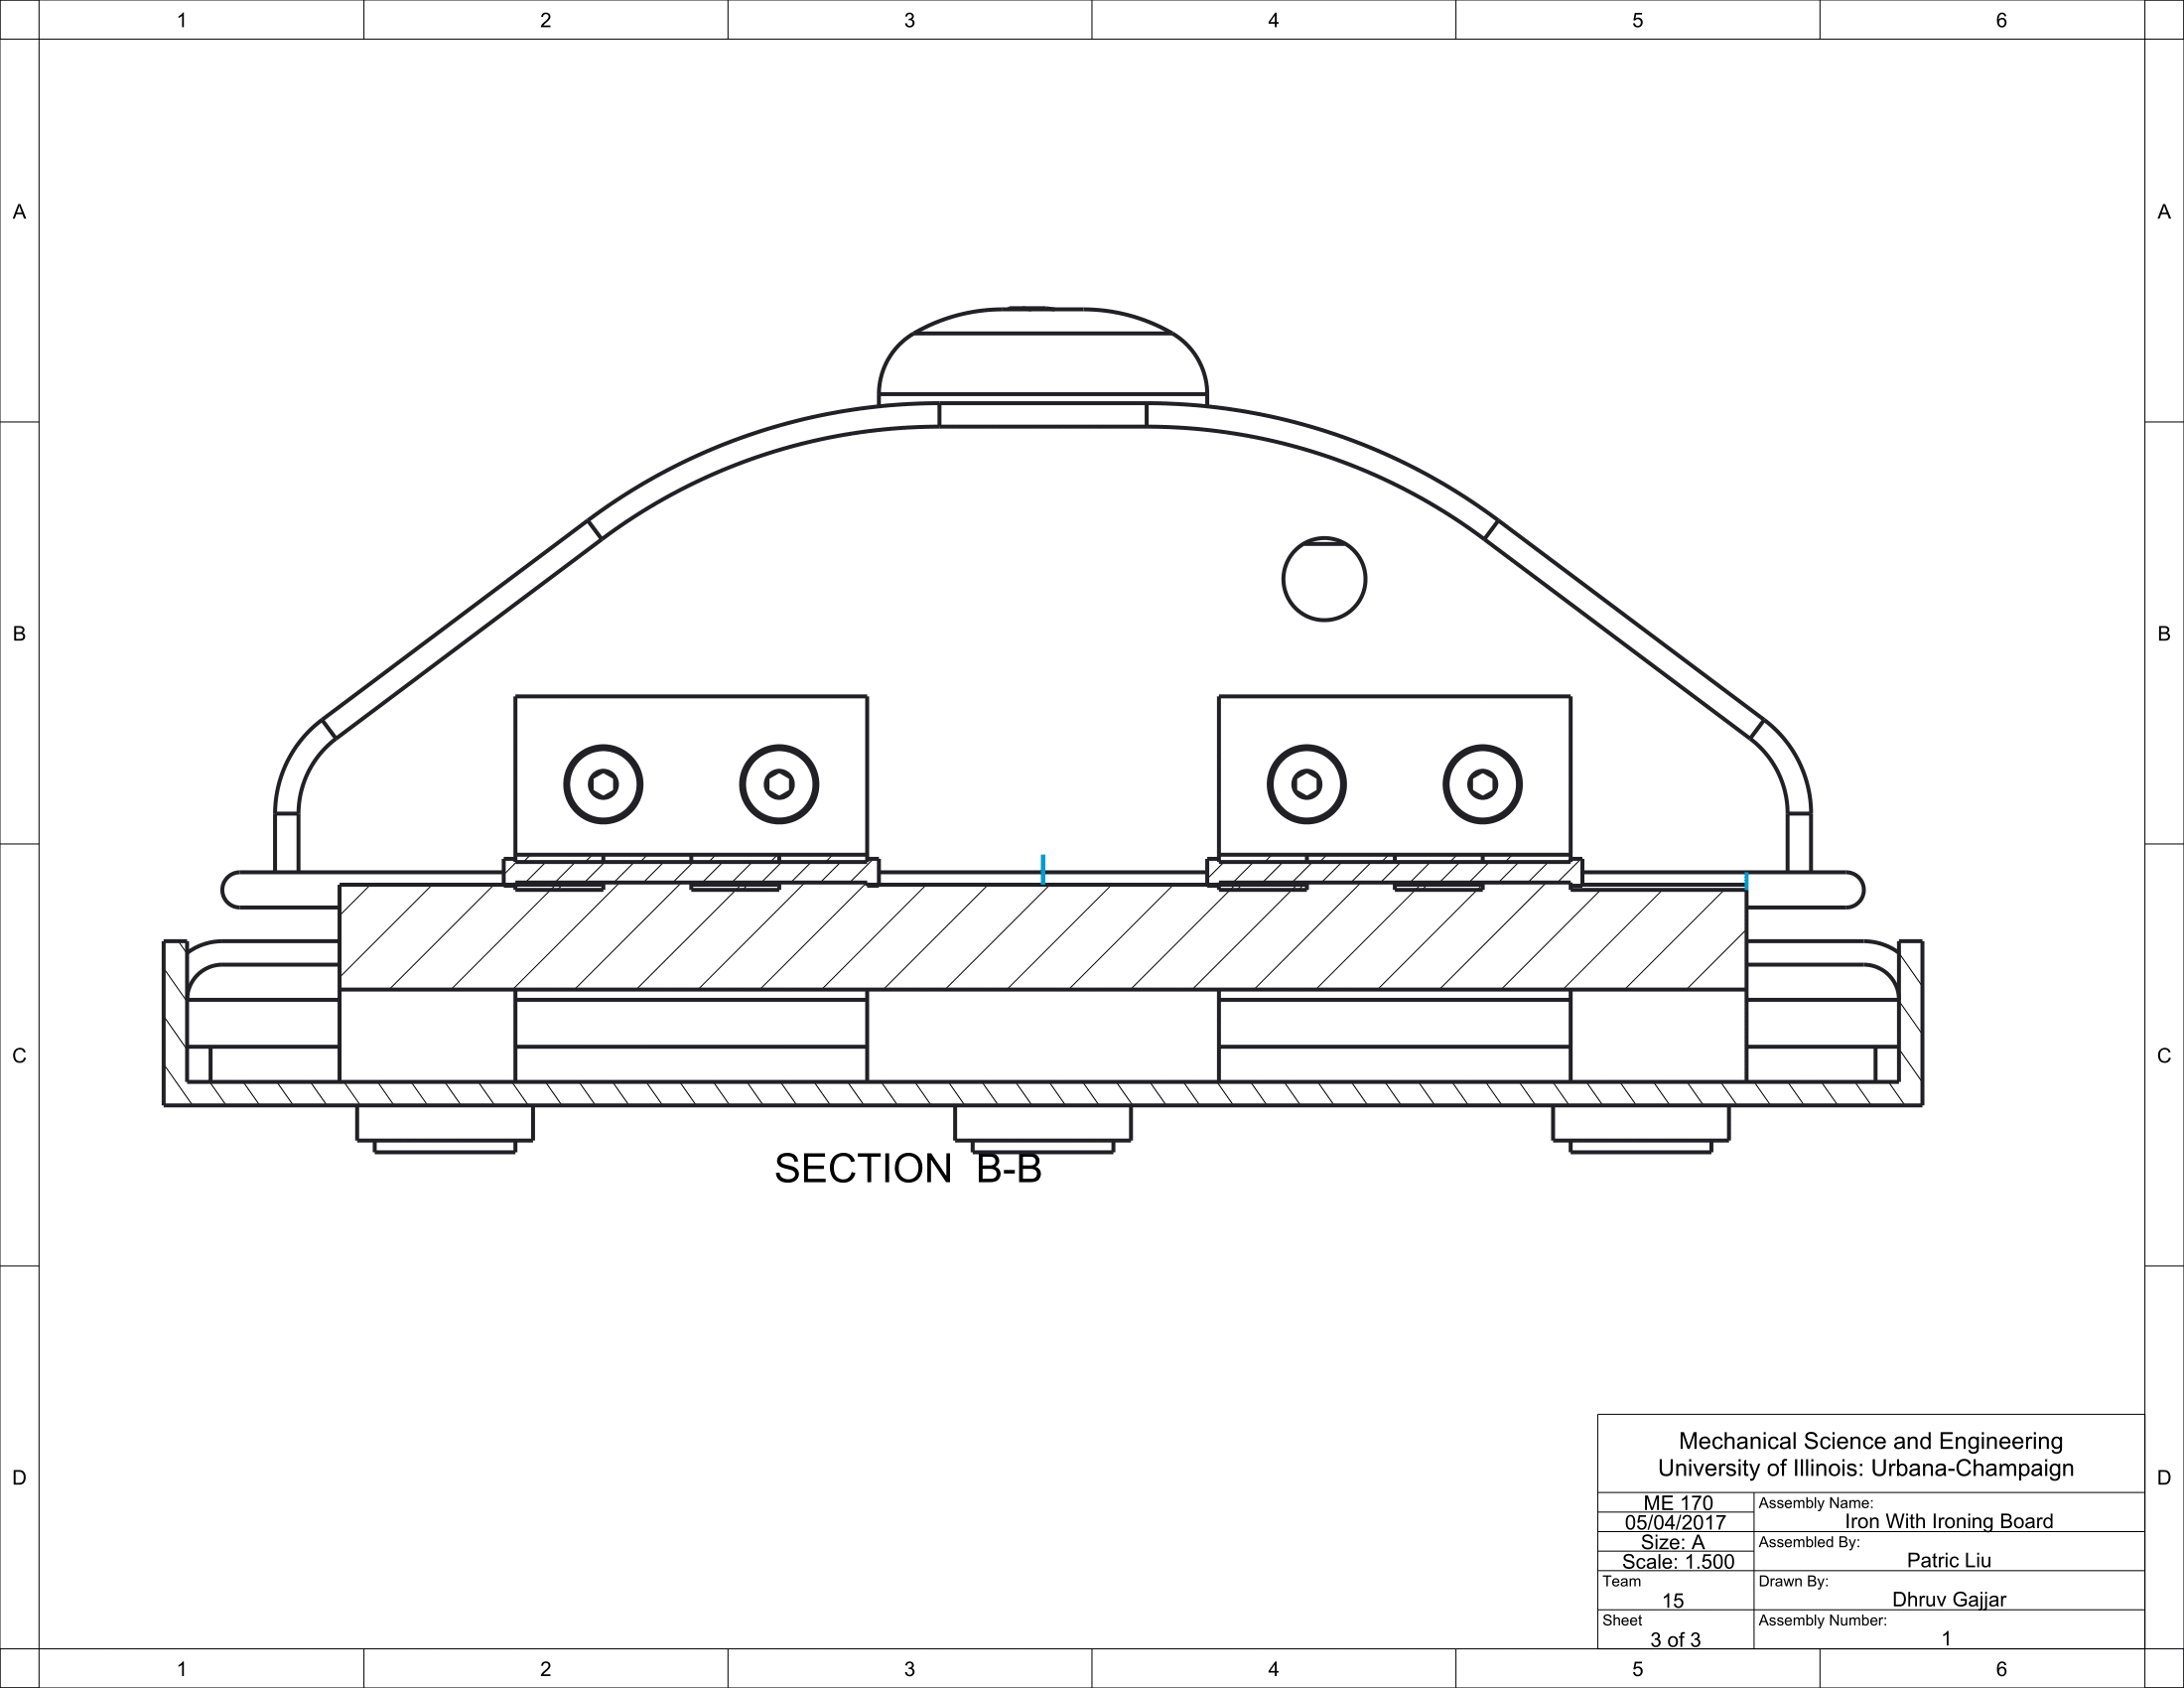 1 2 3 4 5 6
A A
B B
C C
SECTION B-B
Mechanical Science and Engineering
University of Illinois: Urbana-Champaign
D D
ME 170
Assembly Name:
Iron With Ironing Board
05/04/2017
Size: A
Assembled By:
Patric Liu
Scale: 1.500
Team
15
Drawn By:
Dhruv Gajjar
Sheet
3 of 3
Assembly Number:
1
1 2 3 4 5 6